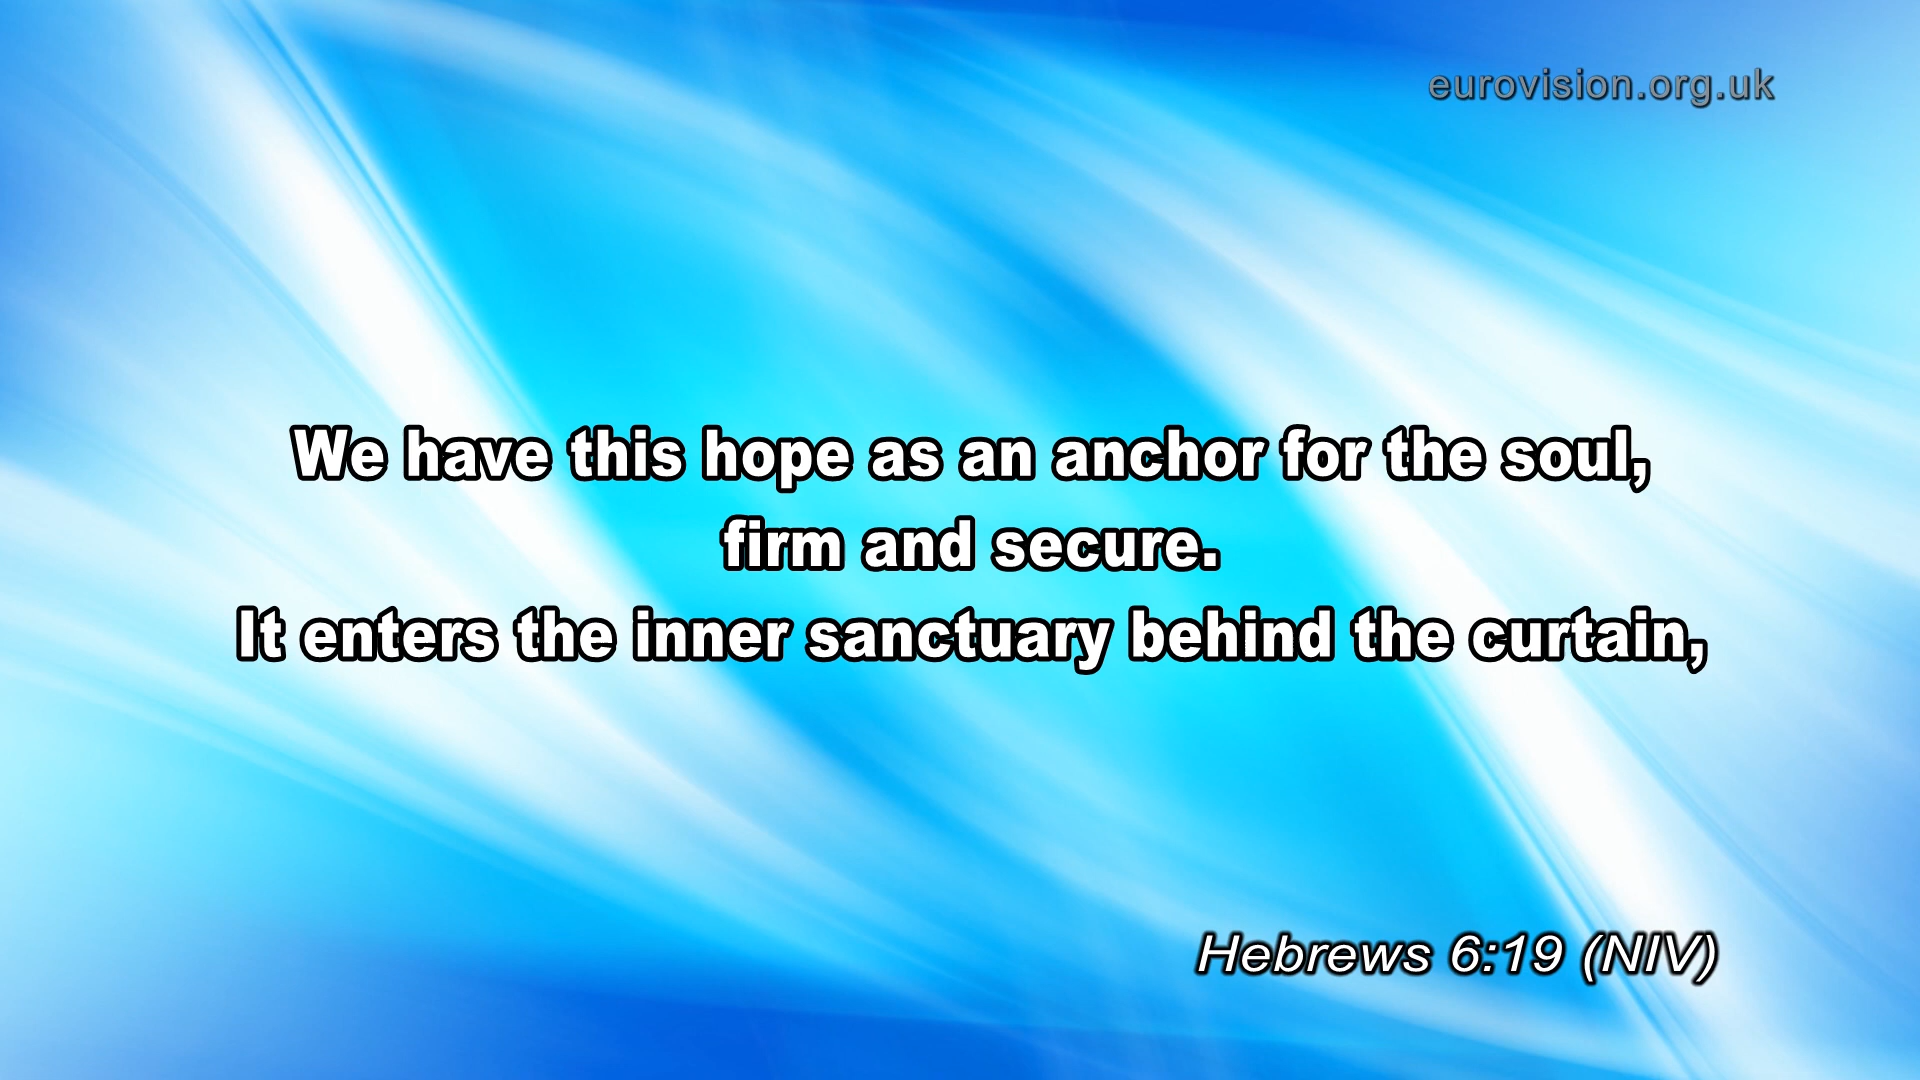 eurovision.org.uk
We have this hope as an anchor for the soul,
firm and secure.
It enters the inner sanctuary behind the curtain,
Hebrews 6:19 (NIV)